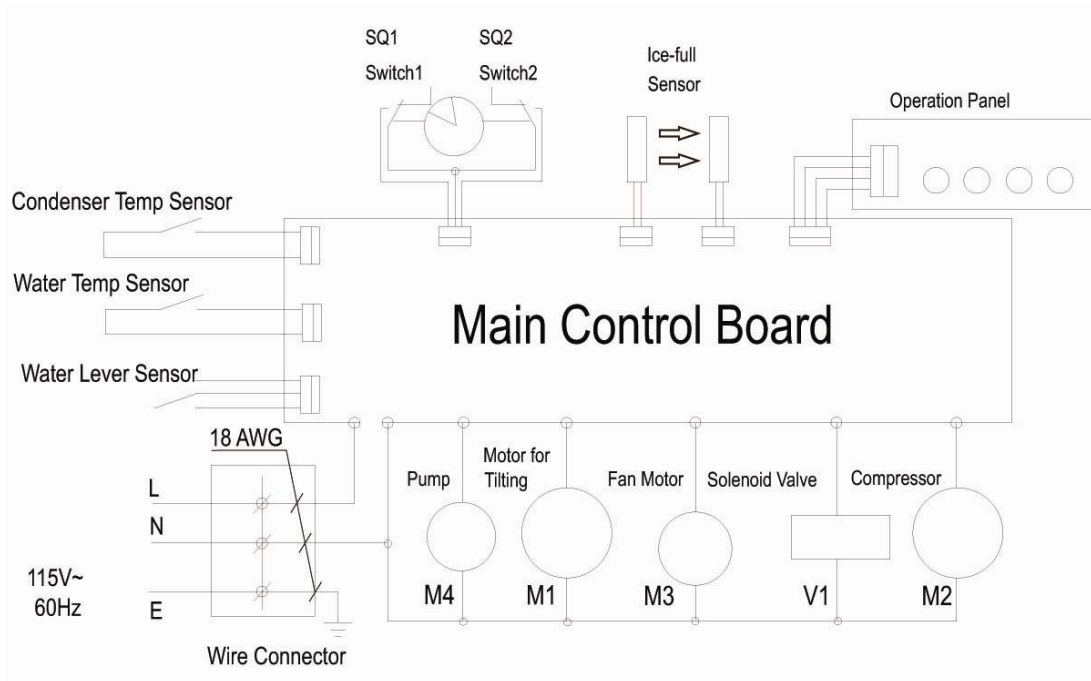 SQ1
Switch1
SQ2
Switch2
Ice-full
Sensor
Operation Panel
Condenser Temp Sensor
Water Temp Sensor
Water Lever Sensor
Main Control Board
18 AWG
L
N
E
115V~
60Hz
Wire Connector
Pump
M4
Motor for
Tilting
M1
Fan Motor
M3
Solenoid Valve
V1
Compressor
M2